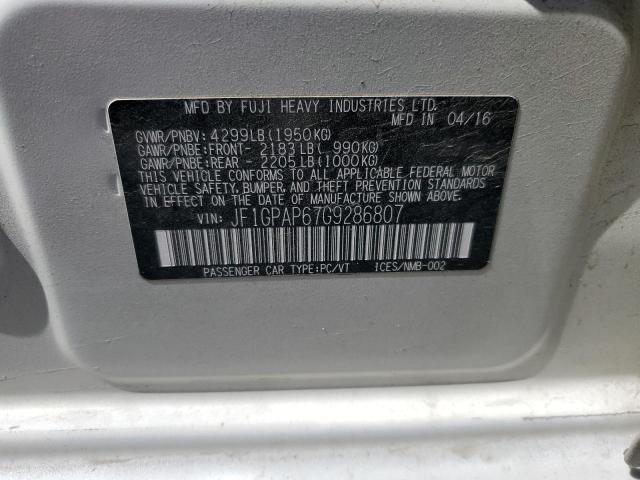 MFD BY FUJI HEAVY INDUSTRIES LTD.
MFD IN 04/16
GVWR/PNBV: 4299LB(1950KG)
GAWR/PNBE:FRONT- 2183LB( 990KG)
GAWR/PNBE:REAR - 2205LB(1000KG)
THIS VEHICLE CONFORMS TO ALL APPLICABLE FEDERAL MOTOR
VEHICLE SAFETY, BUMPER, AND THEFT PREVENTION STANDARDS IN
EFFECT ON THE DATE OF MANUFACTURE SHOWN ABOVE.
VIN: JF1GPAP67G9286807
PASSENGER CAR TYPE:PC/VT ICES/NMB-002